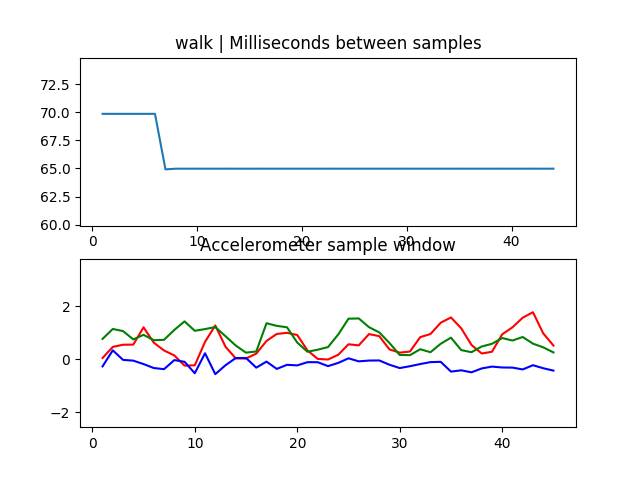 walk | Milliseconds between samples
72.5
70.0
67.5
65.0
62.5
60.0
0 10 20 30 40
Accelerometer sample window
2
0
−2
0 10 20 30 40